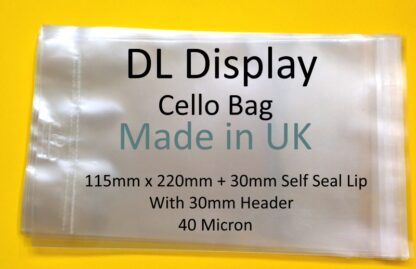 DL Display
Cello Bag
Made in UK
115mm x 220mm + 30mm Self Seal Lip
With 30mm Header
40 Micron